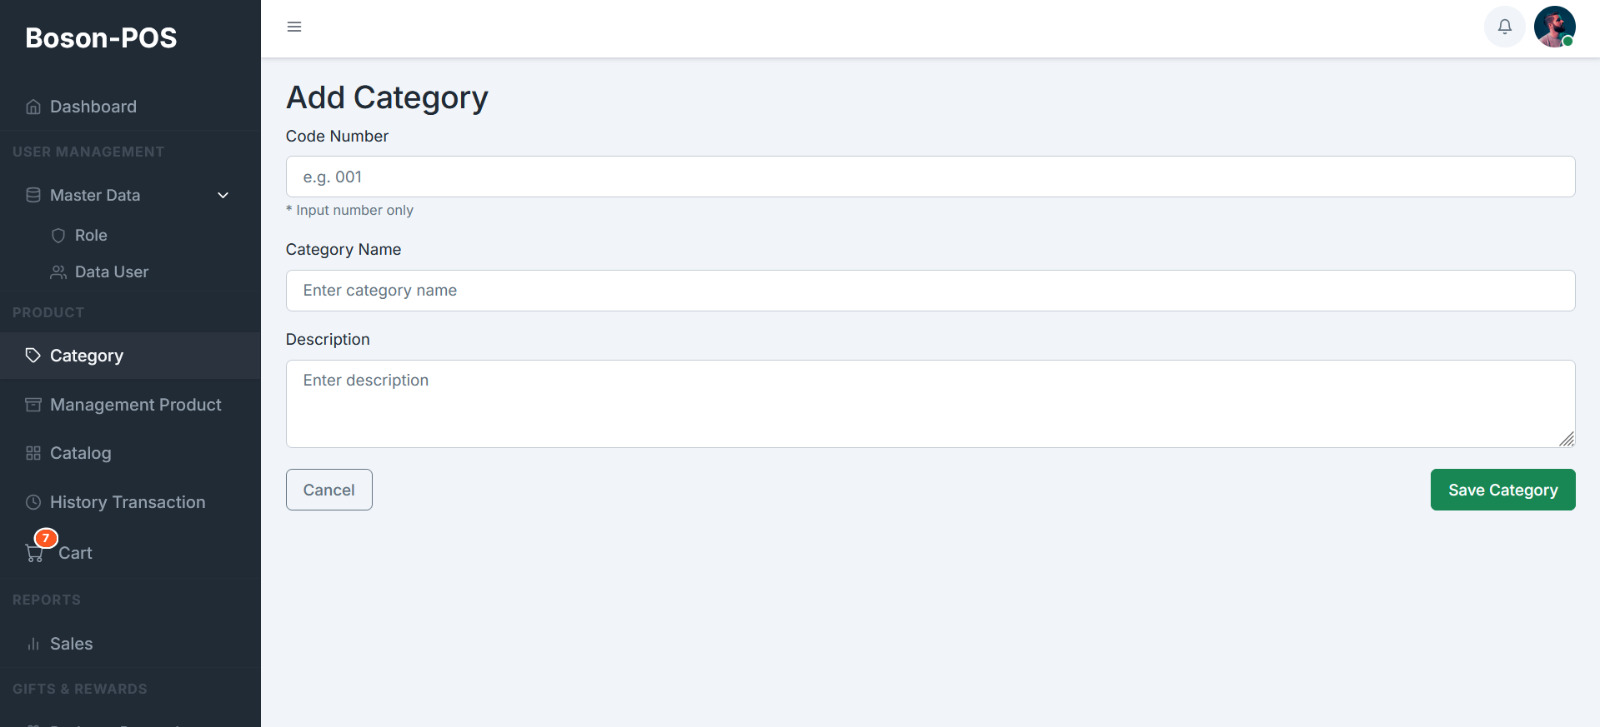 Boson-POS
Dashboard
USER MANAGEMENT
Master Data
Role
Data User
PRODUCT
Category
Management Product
Catalog
History Transaction
7
Cart
REPORTS
Sales
GIFTS & REWARDS
Add Category
Code Number
e.g. 001
* Input number only
Category Name
Enter category name
Description
Enter description
Cancel
Save Category